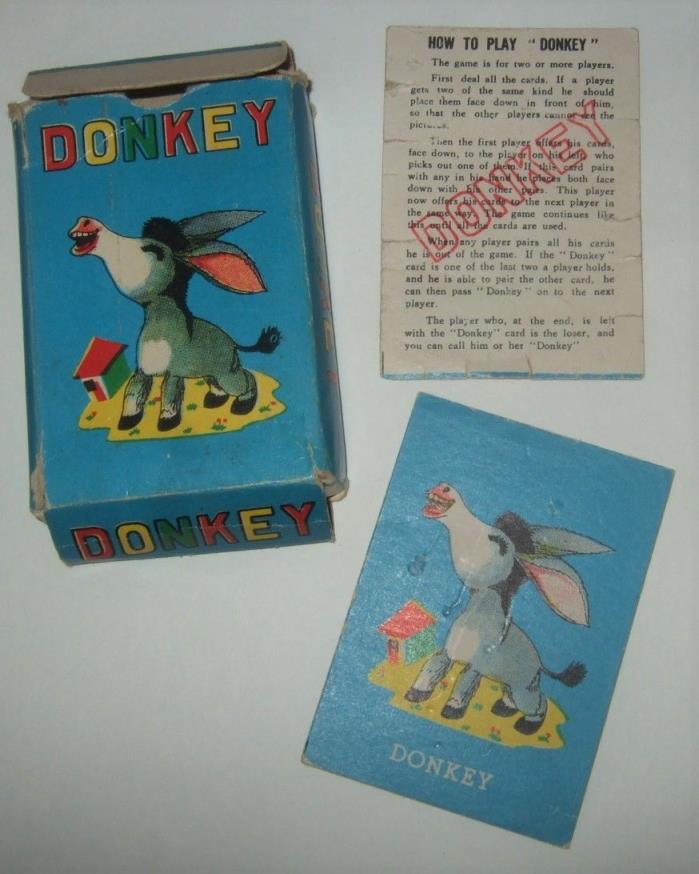 DONKEY
DONKEY
HOW TO PLAY "DONKEY"
The game is for two or more players.
First deal all the cards. If a player
gets two of the same kind he should
place them face down in front of him,
so that the other players cannot see the
pictures.
Then the first player offers his cards,
face down, to the player on his left who
picks out one of them. If this card pairs
with any in his hand he places both face
down with his other pairs. This player
now offers his cards to the next player in
the same way. The game continues like
this until all the cards are used.
When any player pairs all his cards
he is out of the game. If the "Donkey"
card is one of the last two a player holds,
and he is able to pair the other card, he
can then pass "Donkey" on to the next
player.
The player who, at the end, is left
with the "Donkey" card is the loser, and
you can call him or her "Donkey"
DONKEY
DONKEY